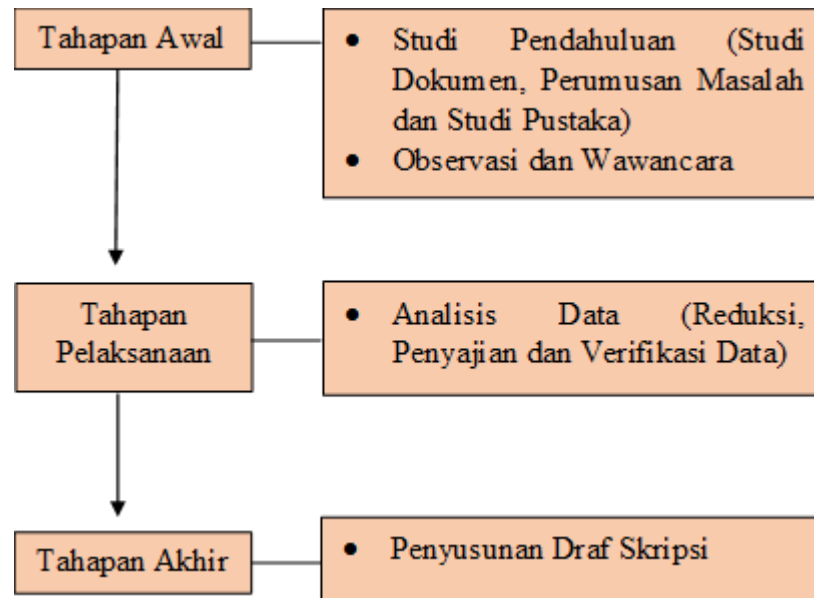 Tahapan Awal
• Studi Pendahuluan (Studi
Dokumen, Perumusan Masalah
dan Studi Pustaka)
• Observasi dan Wawancara
Tahapan
Pelaksanaan
• Analisis Data (Reduksi,
Penyajian dan Verifikasi Data)
Tahapan Akhir
• Penyusunan Draf Skripsi